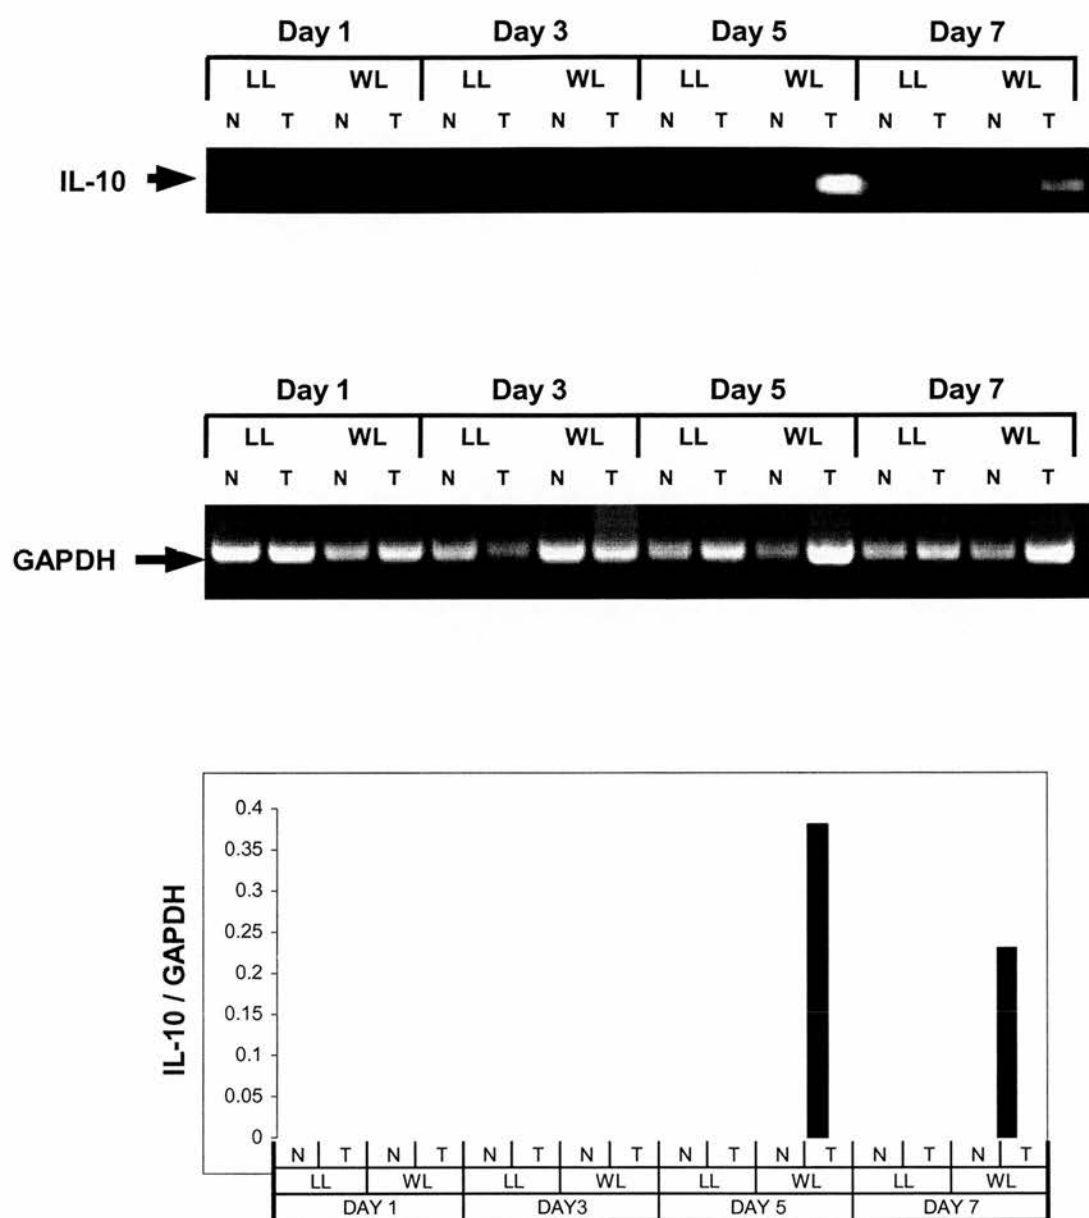 Day 1 Day 3 Day 5 Day 7
LL WL LL WL LL WL LL WL
N T N T N T N T N T N T N T N T
IL-10
Day 1 Day 3 Day 5 Day 7
LL WL LL WL LL WL LL WL
N T N T N T N T N T N T N T N T
GAPDH
IL-10 / GAPDH
0.4
0.35
0.3
0.25
0.2
0.15
0.1
0.05
0
N T N T N T N T N T N T N T N T
LL WL LL WL LL WL LL WL
DAY 1 DAY3 DAY 5 DAY 7